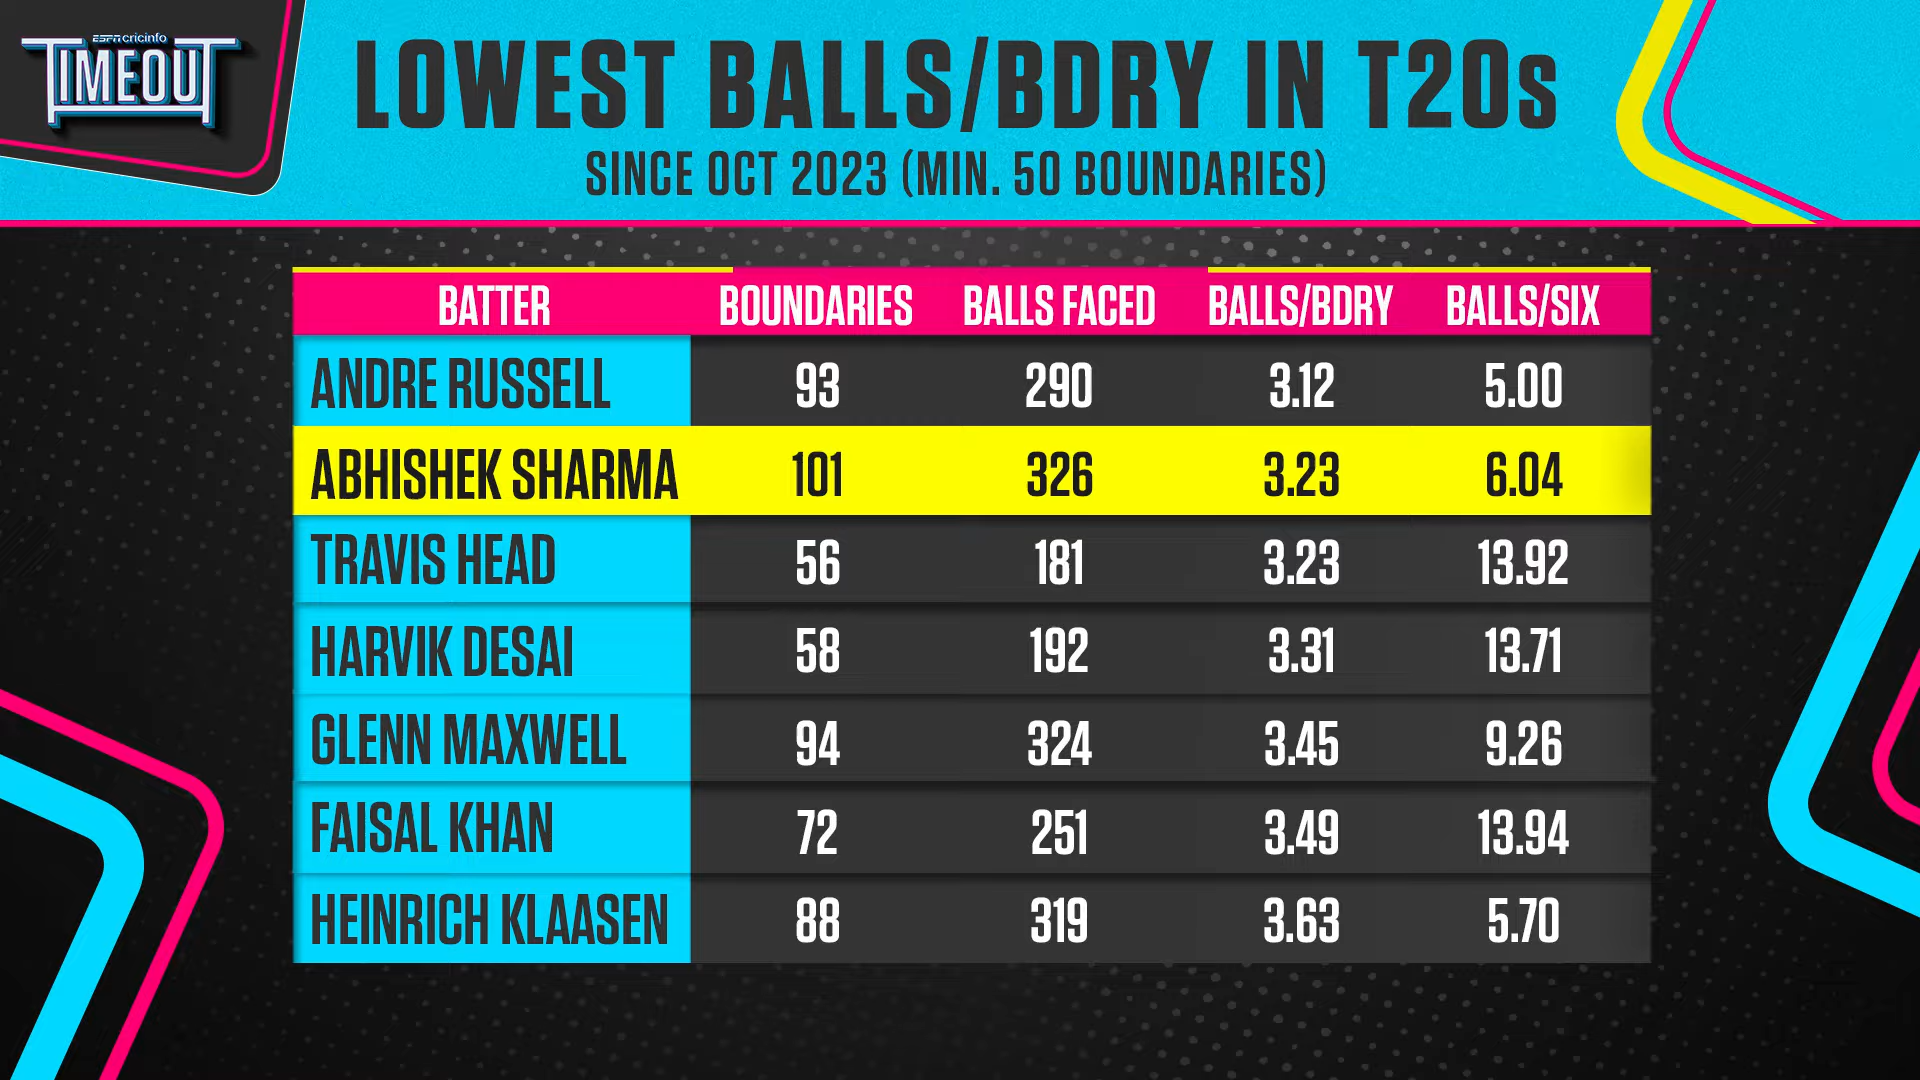 ESPN cricinfo
TIMEOUT
LOWEST BALLS/BDRY IN T20s
SINCE OCT 2023 (MIN. 50 BOUNDARIES)
BATTER BOUNDARIES BALLS FACED BALLS/BDRY BALLS/SIX
ANDRE RUSSELL 93 290 3.12 5.00
ABHISHEK SHARMA 101 326 3.23 6.04
TRAVIS HEAD 56 181 3.23 13.92
HARVIK DESAI 58 192 3.31 13.71
GLENN MAXWELL 94 324 3.45 9.26
FAISAL KHAN 72 251 3.49 13.94
HEINRICH KLAASEN 88 319 3.63 5.70